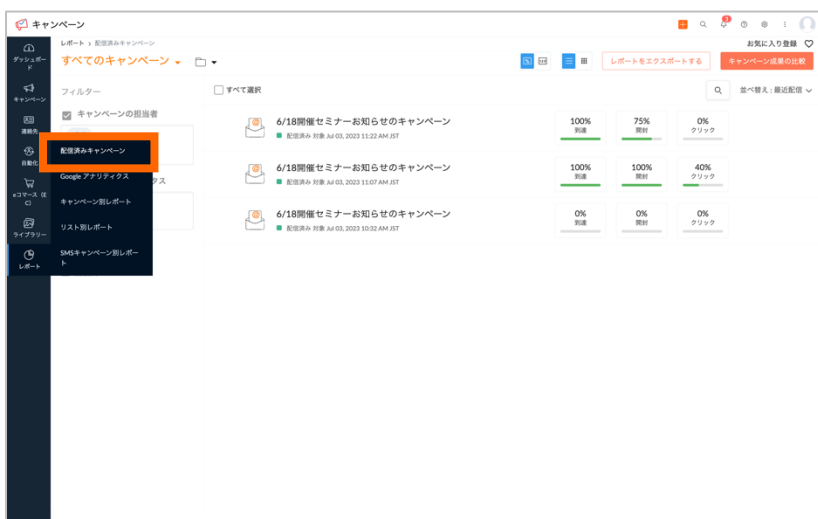 キャンペーン
3
レポート > 配信済みキャンペーン
お気に入り登録
すべてのキャンペーン
レポートをエクスポートする
キャンペーン成果の比較
ダッシュボー
ド
キャンペーン
連絡先
自動化
eコマース (E
C)
ライブラリー
レポート
フィルター
キャンペーンの担当者
クス
配信済みキャンペーン
Google アナリティクス
キャンペーン別レポート
リスト別レポート
SMSキャンペーン別レポー
ト
すべて選択
並べ替え : 最近配信
6/18開催セミナーお知らせのキャンペーン
配信済み 対象 Jul 03, 2023 11:22 AM JST
100%
到達
75%
開封
0%
クリック
6/18開催セミナーお知らせのキャンペーン
配信済み 対象 Jul 03, 2023 11:07 AM JST
100%
到達
100%
開封
40%
クリック
6/18開催セミナーお知らせのキャンペーン
配信済み 対象 Jul 03, 2023 10:32 AM JST
0%
到達
0%
開封
0%
クリック